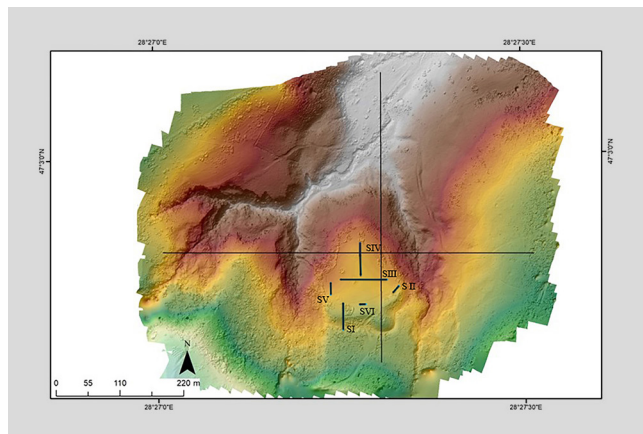 28°27'0"E
28°27'30"E
47°3'0"N
47°3'0"N
SIV
SIII
S II
SV
SVI
SI
N
0 55 110 220 m
28°27'0"E
28°27'30"E